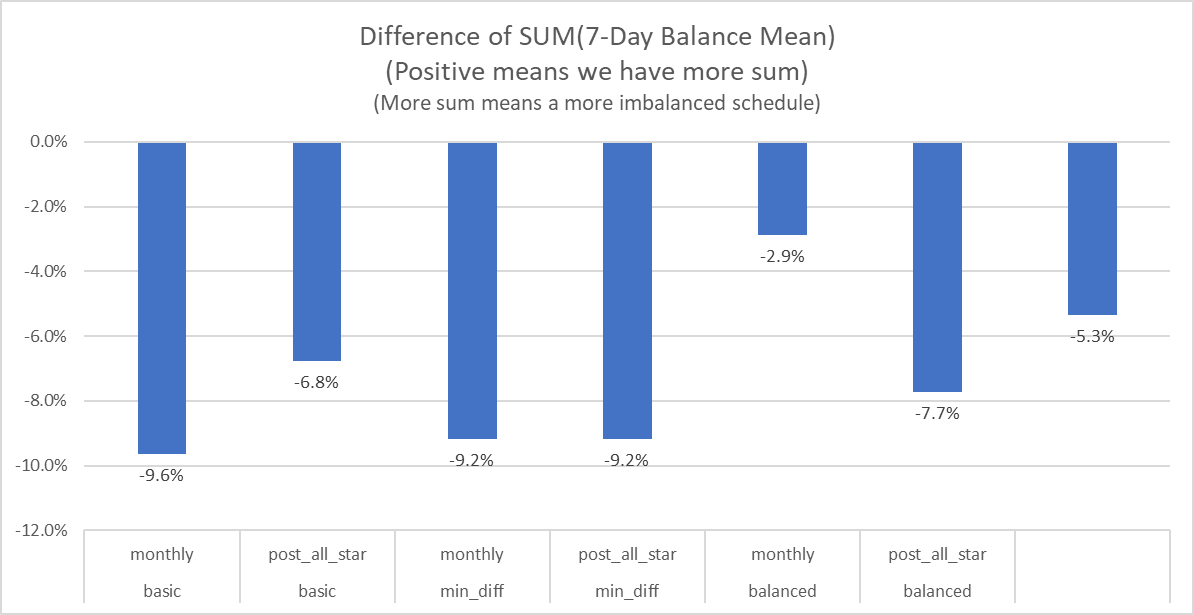 Difference of SUM(7-Day Balance Mean)
(Positive means we have more sum)
(More sum means a more imbalanced schedule)
0.0%
-2.0%
-4.0%
-6.0%
-8.0%
-10.0%
-12.0%
-9.6%
-6.8%
-9.2%
-9.2%
-2.9%
-7.7%
-5.3%
monthly post_all_star monthly post_all_star monthly post_all_star
basic basic min_diff min_diff balanced balanced